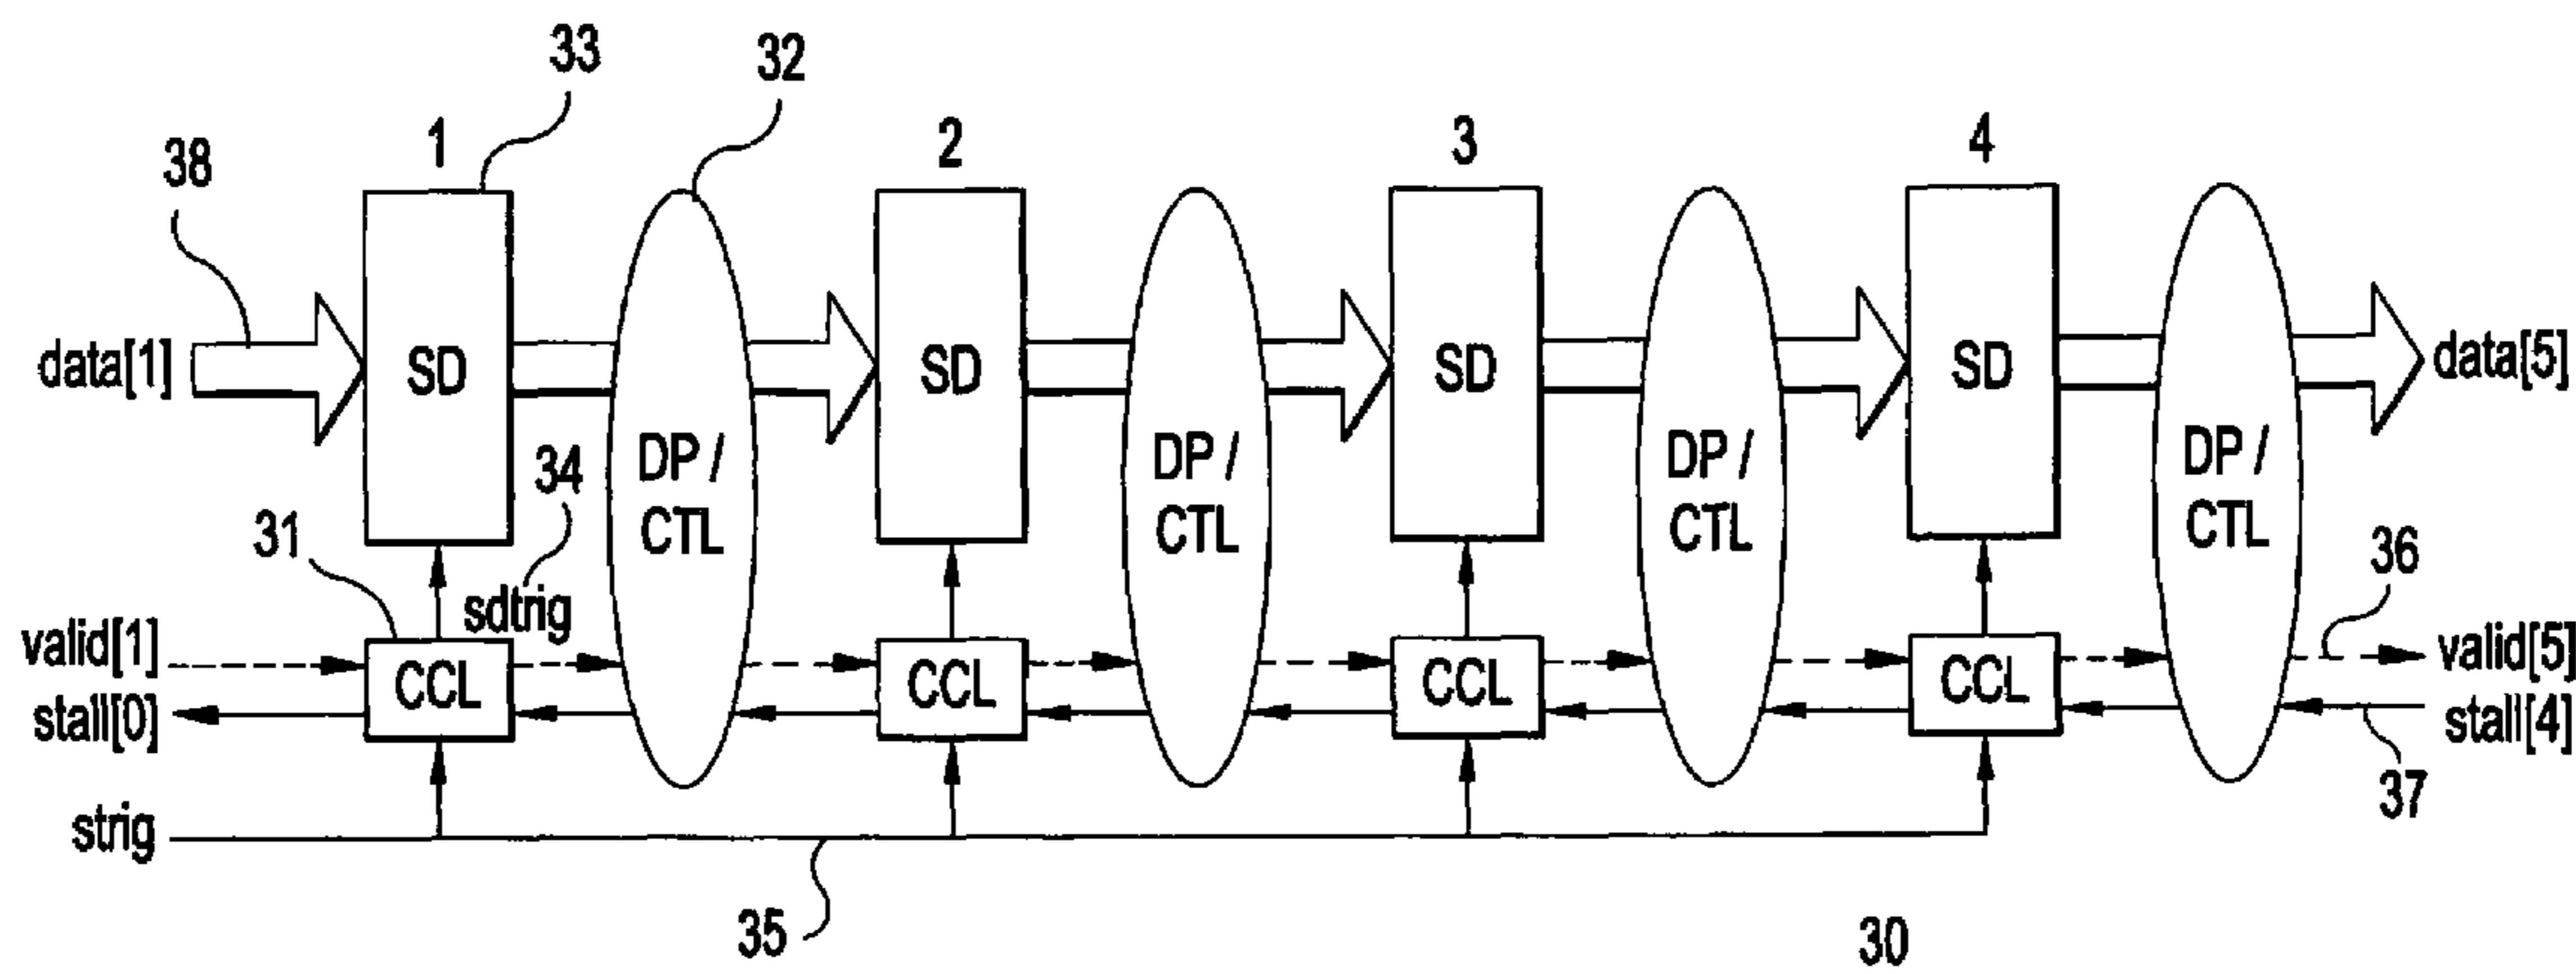 33
32
1
2
3
4
38
data[1]
SD
SD
SD
SD
data[5]
34
DP /
CTL
DP /
CTL
DP /
CTL
DP /
CTL
31
sdtrig
36
valid[1]
CCL
CCL
CCL
CCL
valid[5]
stall[0]
stall[4]
37
strig
35
30